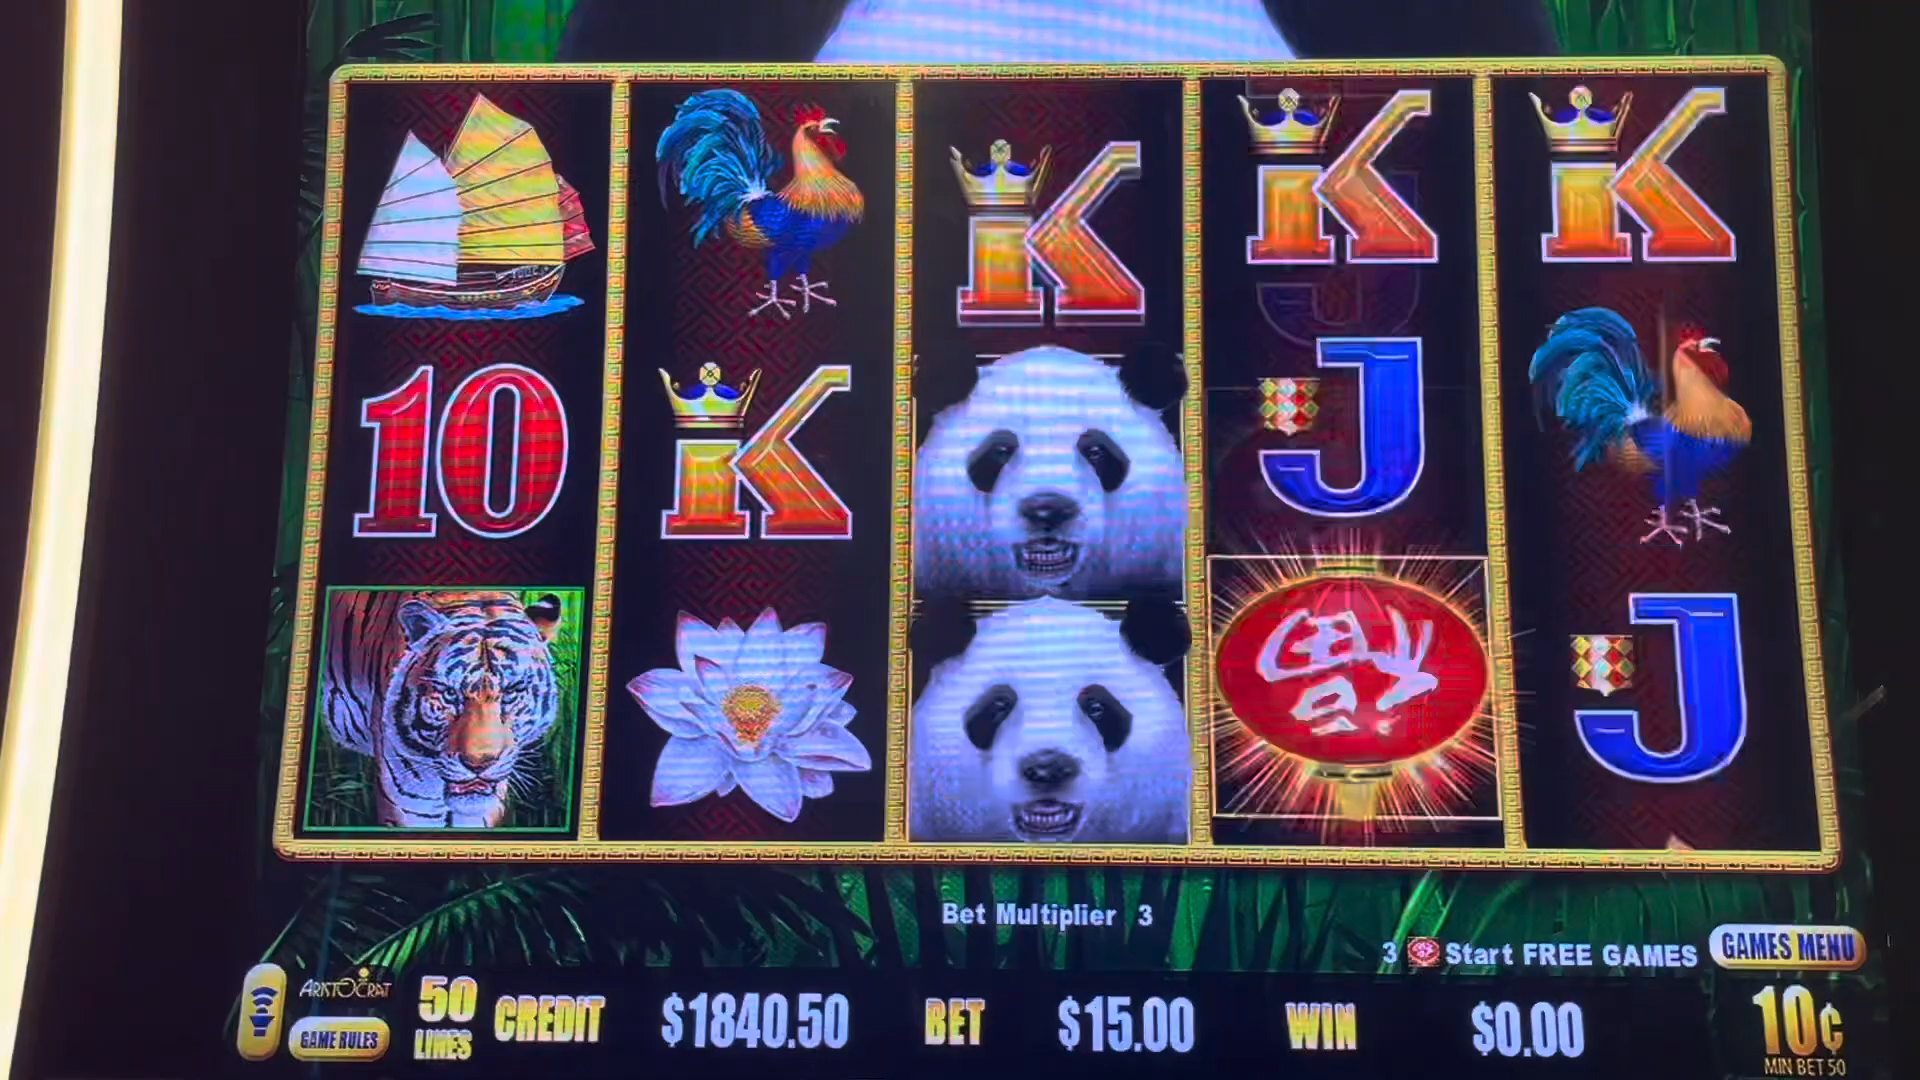 K K
K
10 K J
J
Bet Multiplier 3
3 Start FREE GAMES GAMES MENU
ARISTOCRAT
GAME RULES
50 LINES CREDIT $1840.50 BET $15.00 WIN $0.00 10¢
MIN BET 50